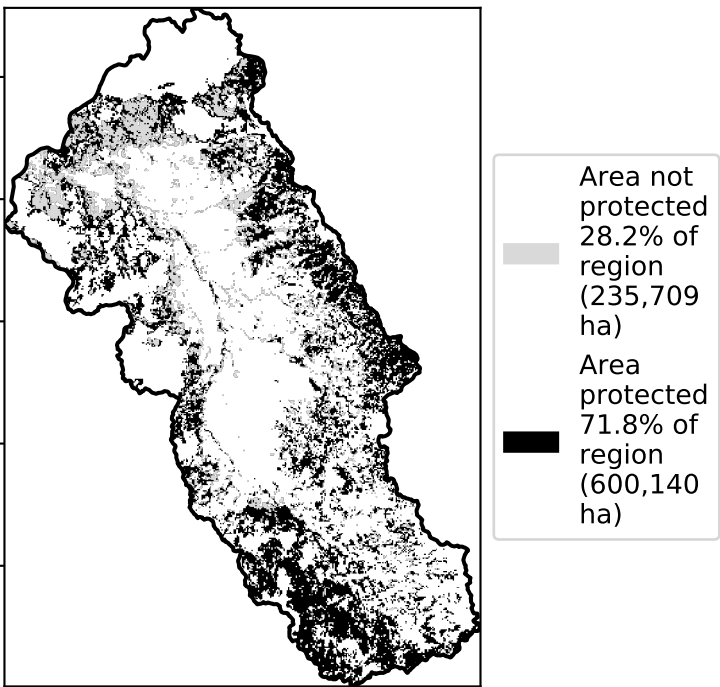 Area not
protected
28.2% of
region
(235,709
ha)
Area
protected
71.8% of
region
(600,140
ha)